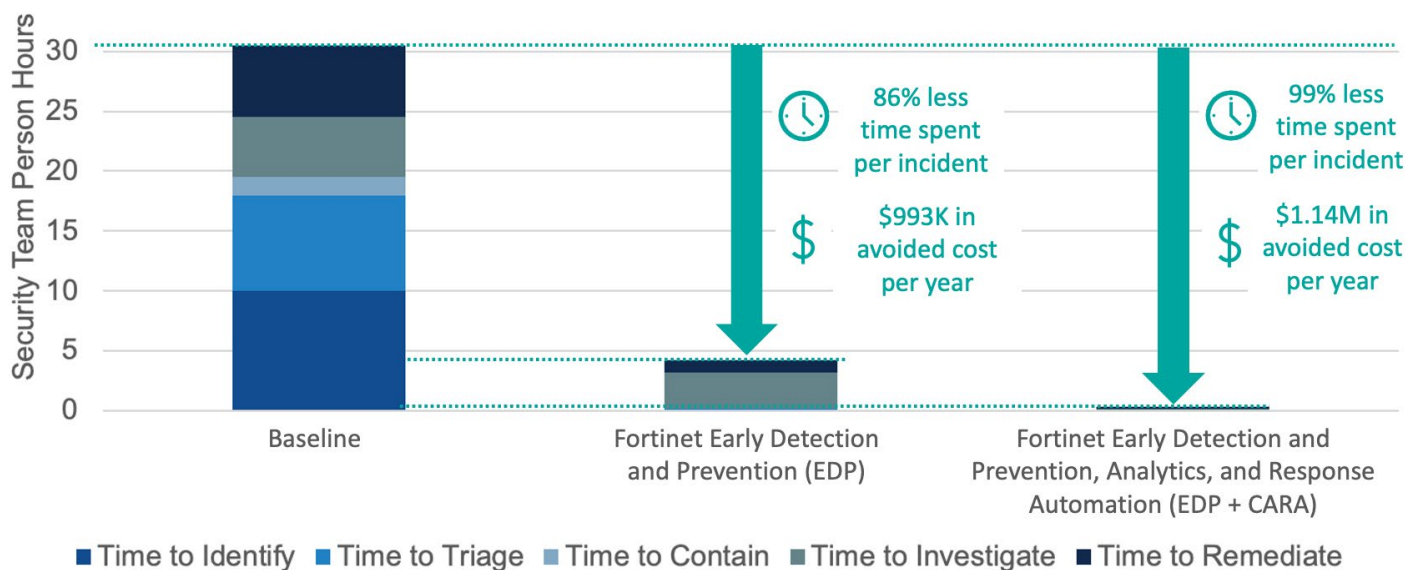 Security Team Person Hours
30
25
20
15
10
5
0
86% less
time spent
per incident
$
$993K in
avoided cost
per year
99% less
time spent
per incident
$
$1.14M in
avoided cost
per year
Baseline
Fortinet Early Detection
and Prevention (EDP)
Fortinet Early Detection and
Prevention, Analytics, and Response
Automation (EDP + CARA)
Time to Identify
Time to Triage
Time to Contain
Time to Investigate
Time to Remediate